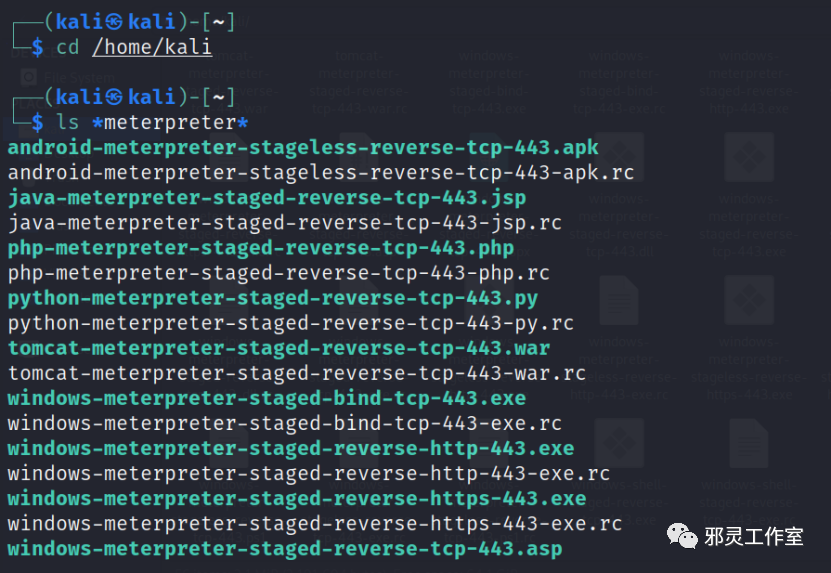 (kali㉿kali)-[~]
$ cd /home/kali
(kali㉿kali)-[~]
$ ls *meterpreter*
android-meterpreter-stageless-reverse-tcp-443.apk
android-meterpreter-stageless-reverse-tcp-443-apk.rc
java-meterpreter-staged-reverse-tcp-443.jsp
java-meterpreter-staged-reverse-tcp-443-jsp.rc
php-meterpreter-staged-reverse-tcp-443.php
php-meterpreter-staged-reverse-tcp-443-php.rc
python-meterpreter-staged-reverse-tcp-443.py
python-meterpreter-staged-reverse-tcp-443-py.rc
tomcat-meterpreter-staged-reverse-tcp-443.war
tomcat-meterpreter-staged-reverse-tcp-443-war.rc
windows-meterpreter-staged-bind-tcp-443.exe
windows-meterpreter-staged-bind-tcp-443-exe.rc
windows-meterpreter-staged-reverse-http-443.exe
windows-meterpreter-staged-reverse-http-443-exe.rc
windows-meterpreter-staged-reverse-https-443.exe
windows-meterpreter-staged-reverse-https-443-exe.rc
windows-meterpreter-staged-reverse-tcp-443.asp
邪灵工作室